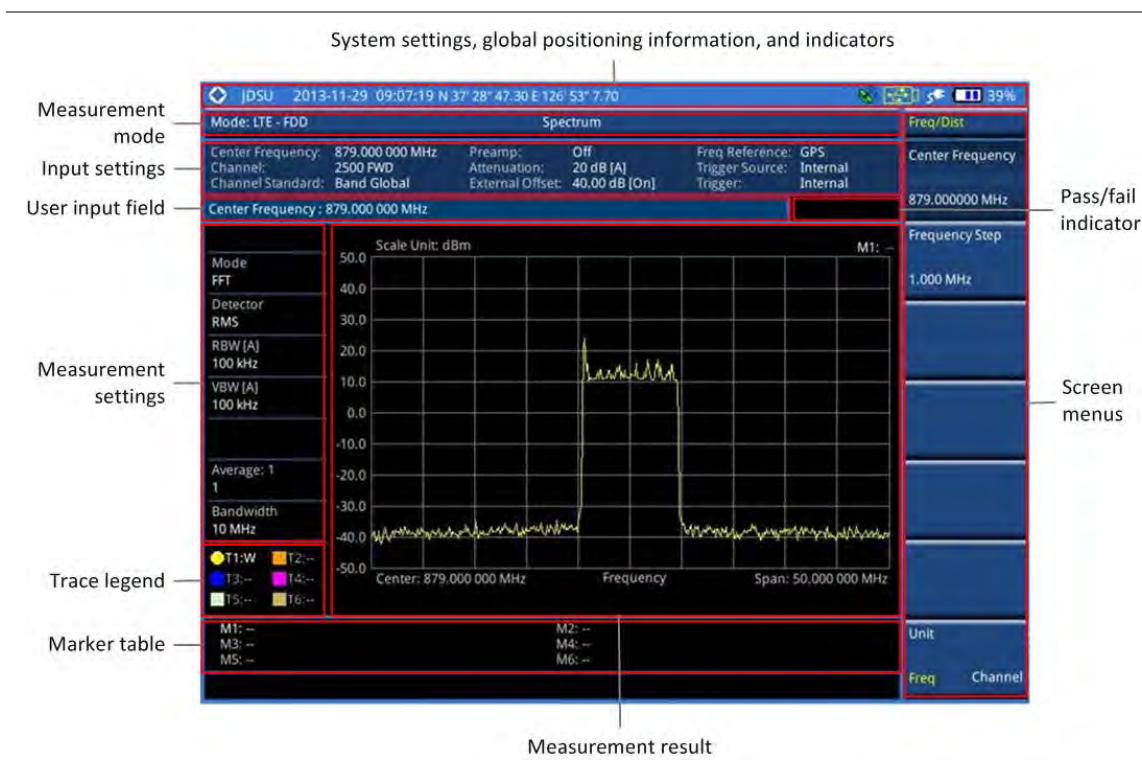 System settings, global positioning information, and indicators
JDSU 2013-11-29 09:07:19 N 37' 28" 47.30 E 126' 53" 7.70 39%
Measurement
mode
Mode: LTE - FDD Spectrum Freq/Dist
Input settings
Center Frequency: 879.000 000 MHz Preamp: Off Freq Reference: GPS
Channel: 2500 FWD Attenuation: 20 dB [A] Trigger Source: Internal
Channel Standard: Band Global External Offset: 40.00 dB [On] Trigger: Internal
Center Frequency
879.000000 MHz
User input field
Center Frequency : 879.000 000 MHz
Pass/fail
indicator
Frequency Step
1.000 MHz
Scale Unit: dBm M1: --
Measurement
settings
Mode
FFT
Detector
RMS
RBW [A]
100 kHz
VBW [A]
100 kHz
Average: 1
1
Bandwidth
10 MHz
50.0
40.0
30.0
20.0
10.0
0.0
-10.0
-20.0
-30.0
-40.0
-50.0
Center: 879.000 000 MHz Frequency Span: 50.000 000 MHz
Screen
menus
Trace legend
T1:W T2:--
T3:-- T4:--
T5:-- T6:--
Marker table
M1: -- M2: --
M3: -- M4: --
M5: -- M6: --
Unit
Freq Channel
Measurement result